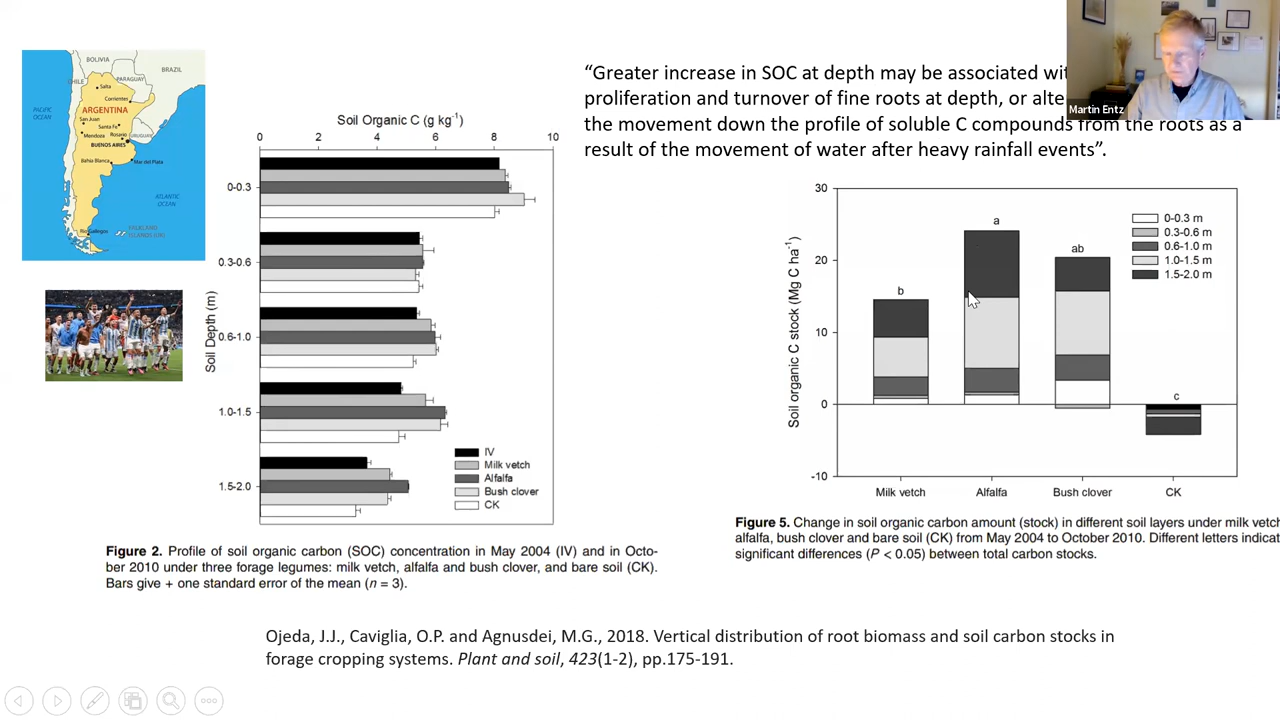 BOLIVIA
BRAZIL
CHILE
PARAGUAY
Salta
Corrientes
PACIFIC
OCEAN
ARGENTINA
San Juan
Santa Fe
Mendoza
Rosario
URUGUAY
BUENOS AIRES
Bahia Blanca
Mar del Plata
ATLANTIC
OCEAN
Rio Gallegos
FALKLAND
ISLANDS (UK)
Soil Organic C (g kg-1)
0 2 4 6 8 10
Soil Depth (m)
0-0.3
0.3-0.6
0.6-1.0
1.0-1.5
1.5-2.0
IV
Milk vetch
Alfalfa
Bush clover
CK
Figure 2. Profile of soil organic carbon (SOC) concentration in May 2004 (IV) and in Octo-
ber 2010 under three forage legumes: milk vetch, alfalfa and bush clover, and bare soil (CK).
Bars give + one standard error of the mean (n = 3).
“Greater increase in SOC at depth may be associated
proliferation and turnover of fine roots at depth, or
the movement down the profile of soluble C compounds from the roots as a
result of the movement of water after heavy rainfall events”.
Martin Entz
Soil organic C stock (Mg C ha-1)
30
20
10
0
-10
b
a
ab
c
0-0.3 m
0.3-0.6 m
0.6-1.0 m
1.0-1.5 m
1.5-2.0 m
Milk vetch Alfalfa Bush clover CK
Figure 5. Change in soil organic carbon amount (stock) in different soil layers under milk vetch
alfalfa, bush clover and bare soil (CK) from May 2004 to October 2010. Different letters indicat
significant differences (P < 0.05) between total carbon stocks.
Ojeda, J.J., Caviglia, O.P. and Agnusdei, M.G., 2018. Vertical distribution of root biomass and soil carbon stocks in
forage cropping systems. Plant and soil, 423(1-2), pp.175-191.